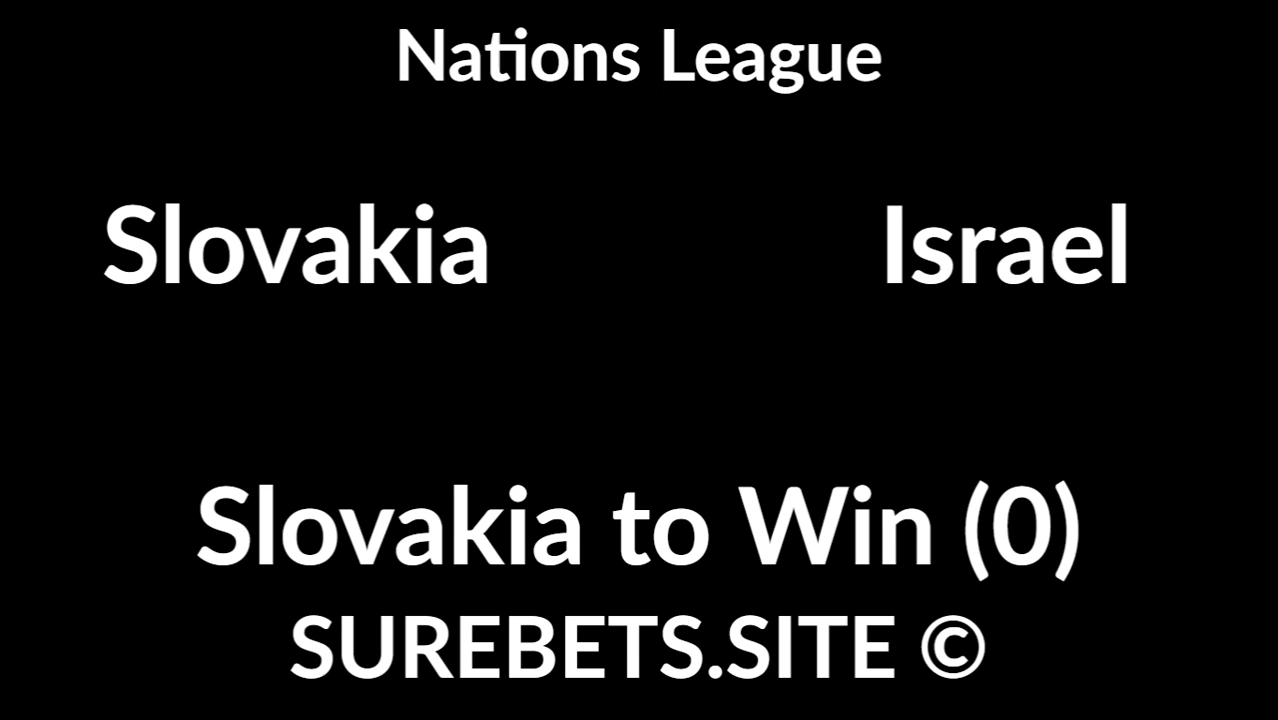 Nations League
Slovakia Israel
Slovakia to Win (0)
SUREBETS.SITE ©